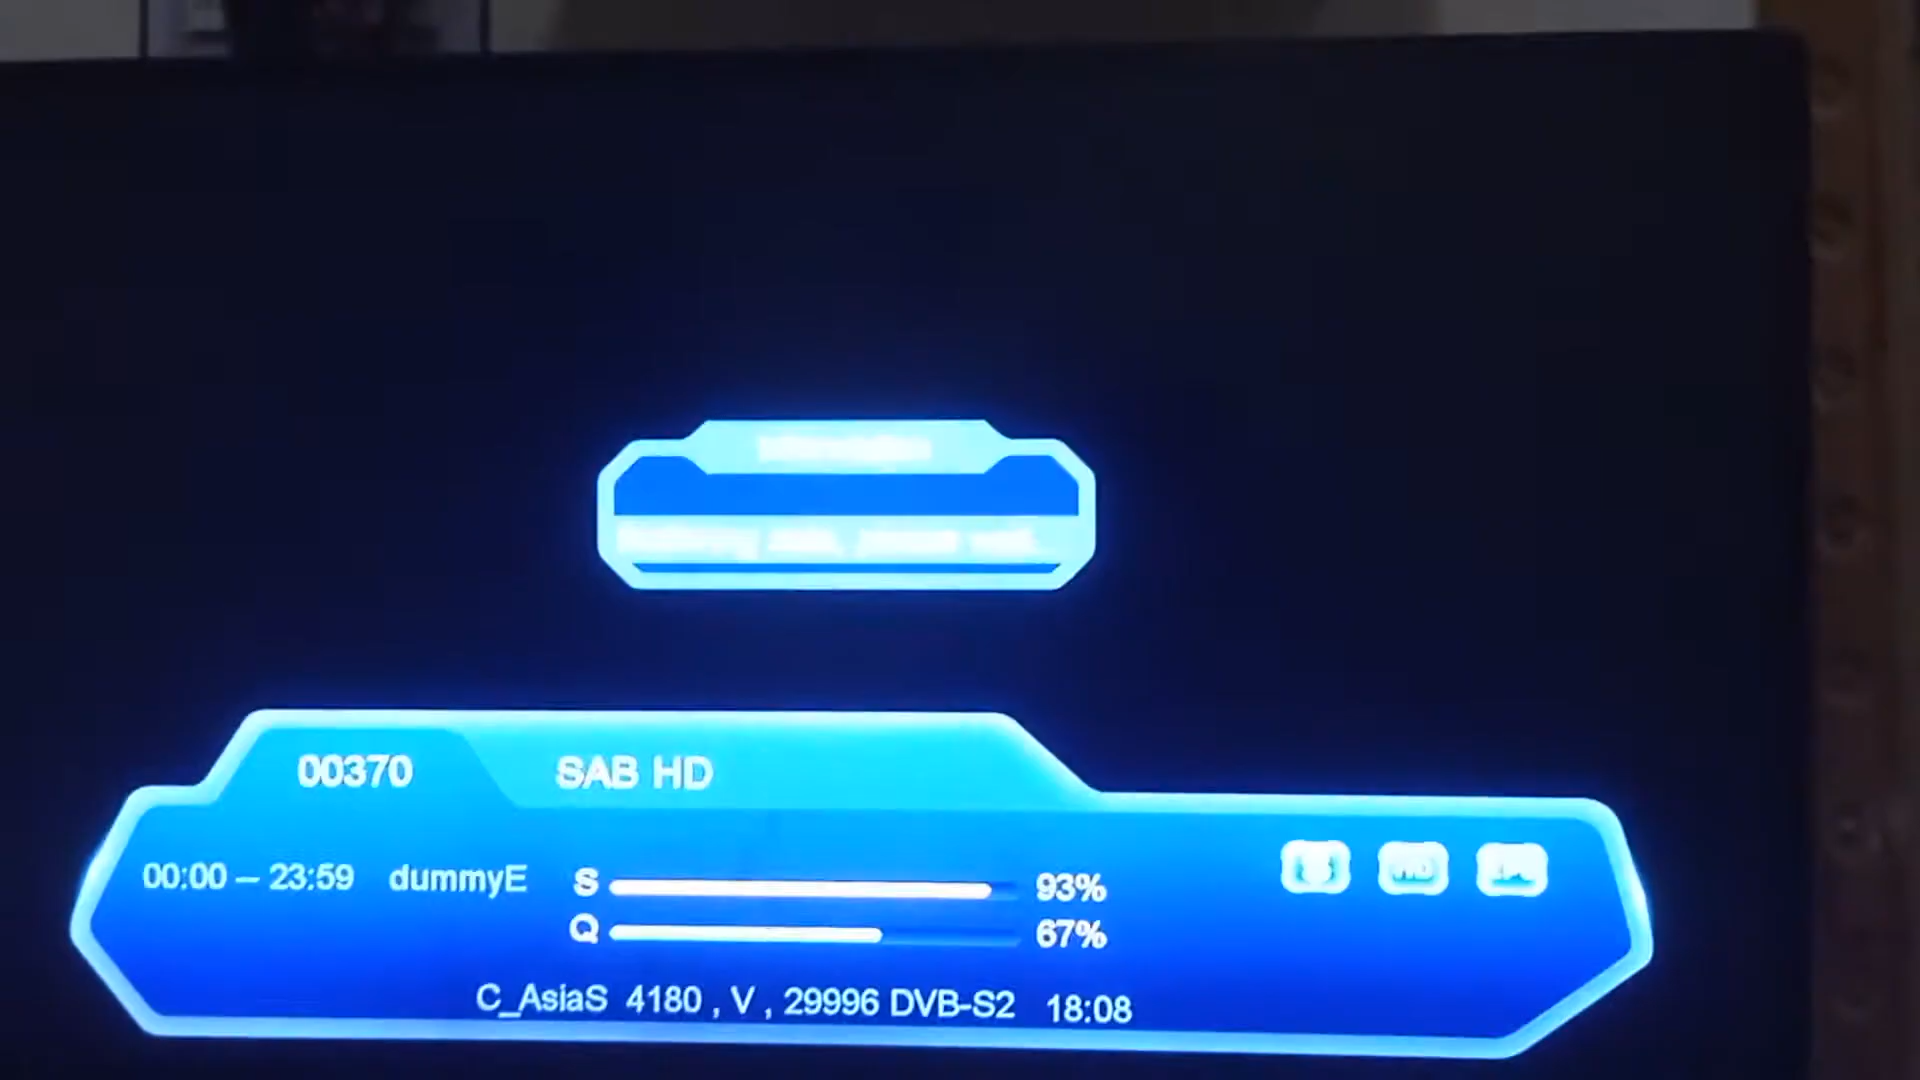 00370 SAB HD
00:00 – 23:59 dummyE
S 93%
Q 67%
C_AsiaS 4180 , V , 29996 DVB-S2 18:08